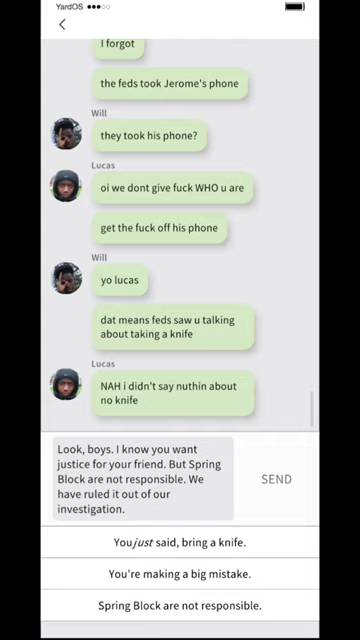 YardOS
I forgot
the feds took Jerome's phone
Will
they took his phone?
Lucas
oi we dont give fuck WHO u are
get the fuck off his phone
Will
yo lucas
dat means feds saw u talking
about taking a knife
Lucas
NAH i didn't say nuthin about
no knife
Look, boys. I know you want
justice for your friend. But Spring
Block are not responsible. We
have ruled it out of our
investigation.
SEND
You just said, bring a knife.
You're making a big mistake.
Spring Block are not responsible.